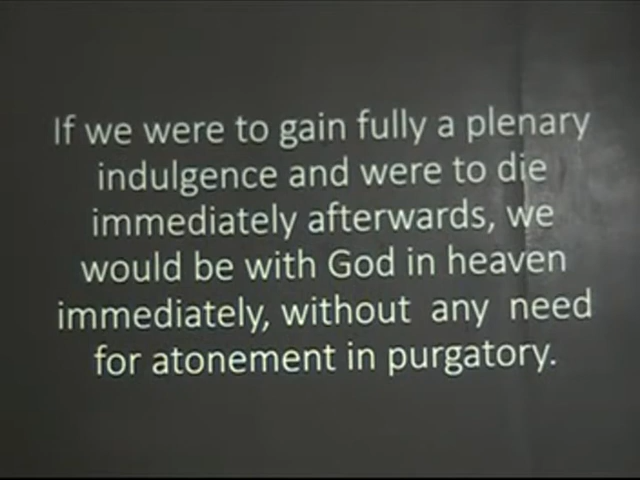 If we were to gain fully a plenary
indulgence and were to die
immediately afterwards, we
would be with God in heaven
immediately, without any need
for atonement in purgatory.